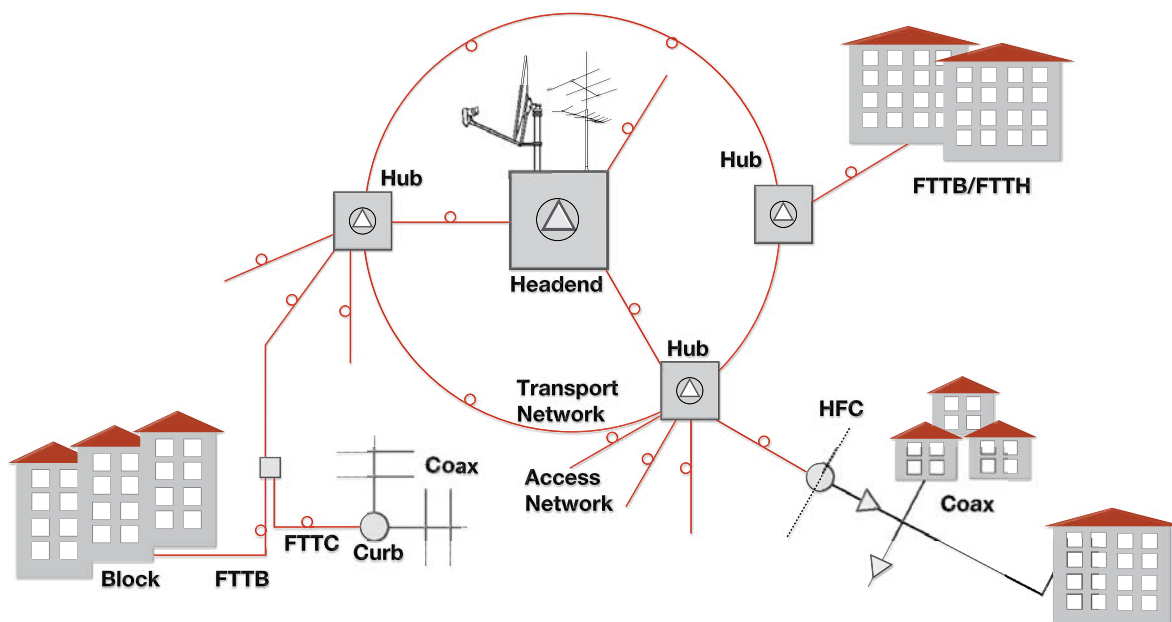 Hub
Hub
FTTB/FTTH
Headend
Hub
Transport
Network
HFC
Coax
Access
Network
Coax
FTTC
Curb
Block
FTTB